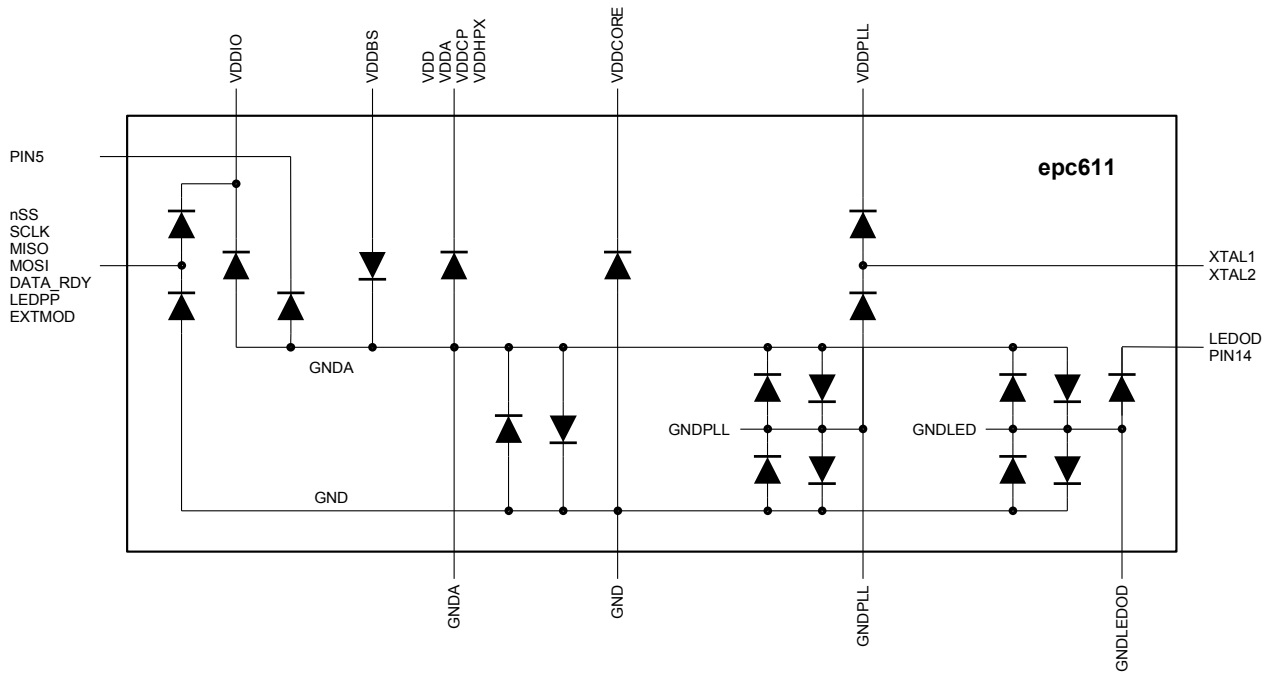 VDDIO
VDDBS
VDD
VDDA
VDDCP
VDDHPX
VDDCORE
VDDPLL
PIN5
epc611
nSS
SCLK
MISO
MOSI
DATA_RDY
LEDPP
EXTMOD
XTAL1
XTAL2
LEDOD
PIN14
GNDA
GNDPLL
GNDLED
GND
GNDA
GND
GNDPLL
GNDLEDOD